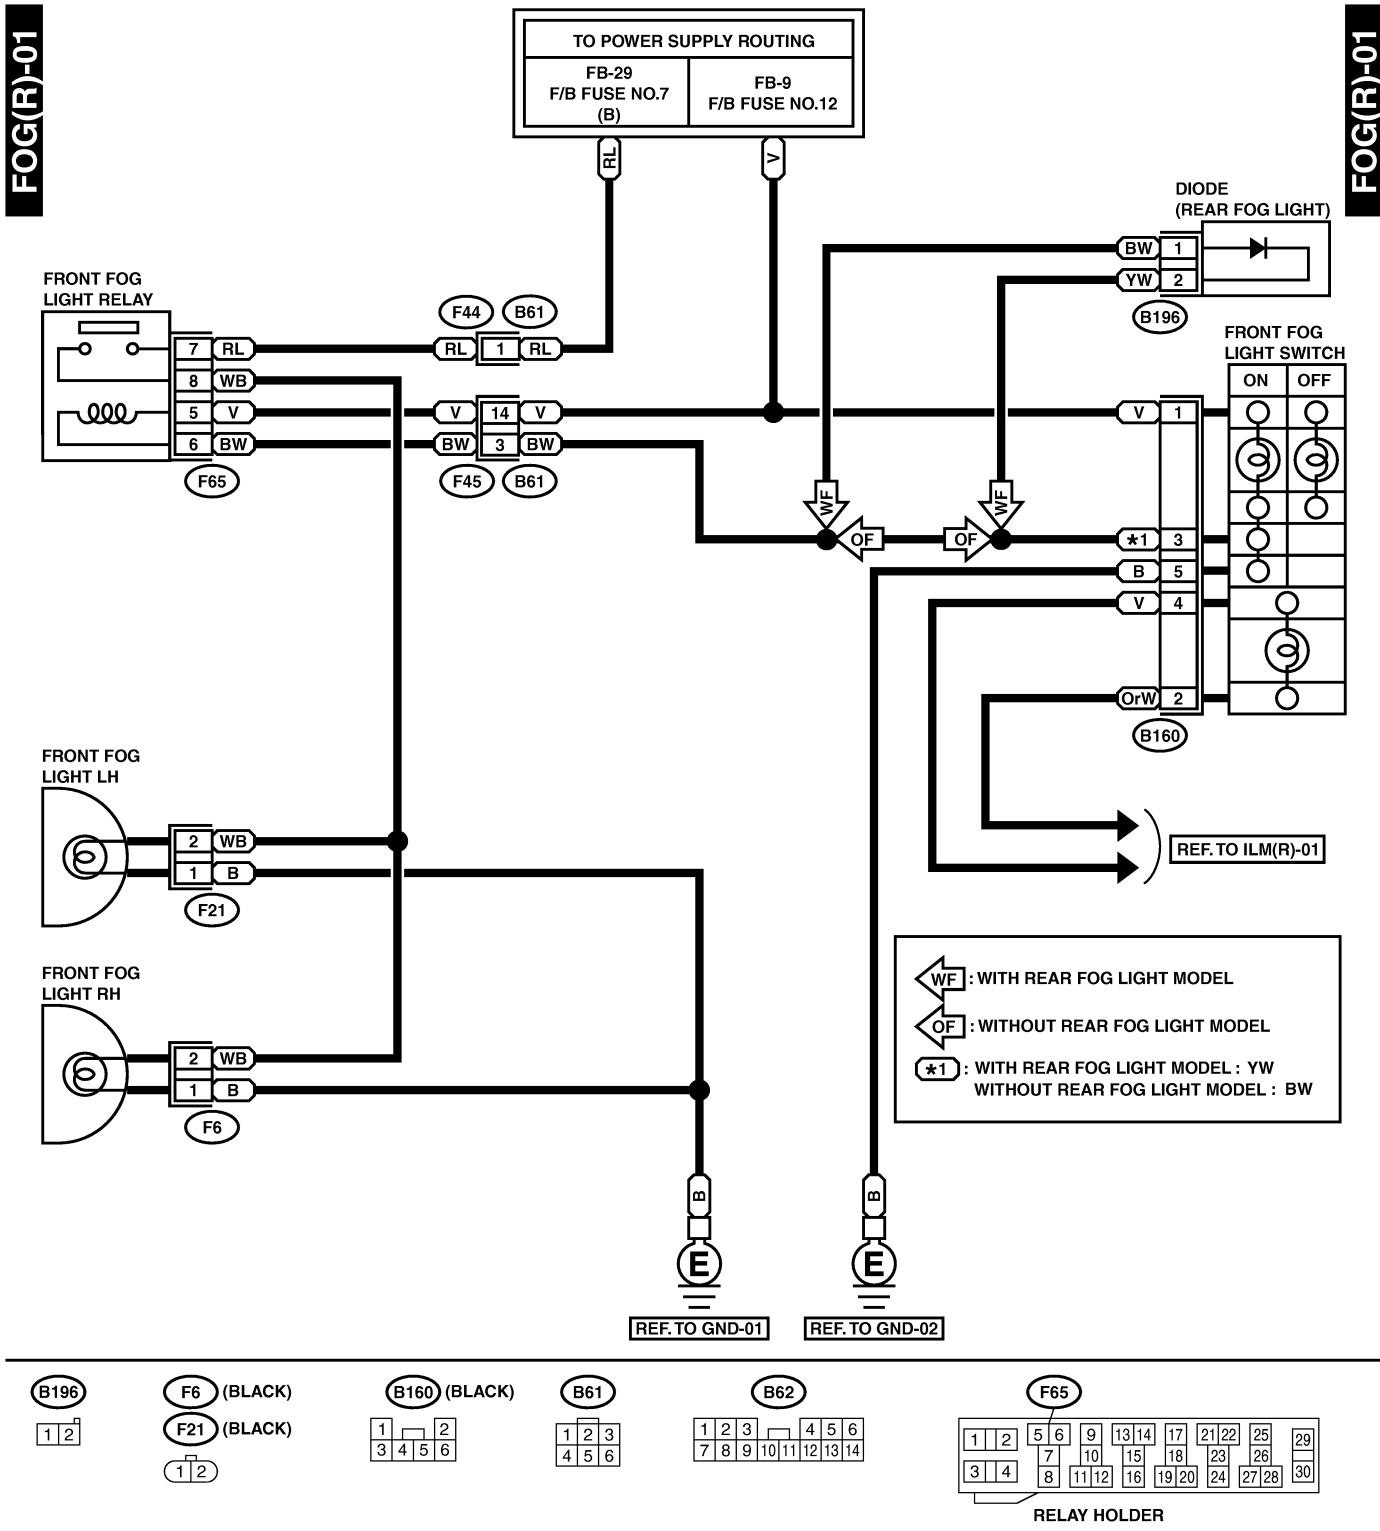 FOG(R)-01
FOG(R)-01
TO POWER SUPPLY ROUTING
FB-29
F/B FUSE NO.7
(B)
FB-9
F/B FUSE NO.12
RL
V
DIODE
(REAR FOG LIGHT)
BW 1
YW 2
B196
FRONT FOG
LIGHT RELAY
F44 B61
7 RL
RL 1 RL
8 WB
5 V
V 14 V
6 BW
BW 3 BW
F65
F45 B61
FRONT FOG
LIGHT SWITCH
ON OFF
V 1
WF
WF
OF
OF
*1 3
B 5
V 4
OrW 2
B160
FRONT FOG
LIGHT LH
2 WB
1 B
F21
REF. TO ILM(R)-01
FRONT FOG
LIGHT RH
2 WB
1 B
F6
WF : WITH REAR FOG LIGHT MODEL
OF : WITHOUT REAR FOG LIGHT MODEL
*1 : WITH REAR FOG LIGHT MODEL : YW
WITHOUT REAR FOG LIGHT MODEL : BW
B
B
E
E
REF. TO GND-01
REF. TO GND-02
B196
1 2
F6 (BLACK)
F21 (BLACK)
1 2
B160 (BLACK)
1 2
3 4 5 6
B61
1 2 3
4 5 6
B62
1 2 3 4 5 6
7 8 9 10 11 12 13 14
F65
1 2 5 6 9 13 14 17 21 22 25 29
7 10 15 18 23 26
3 4 8 11 12 16 19 20 24 27 28 30
RELAY HOLDER